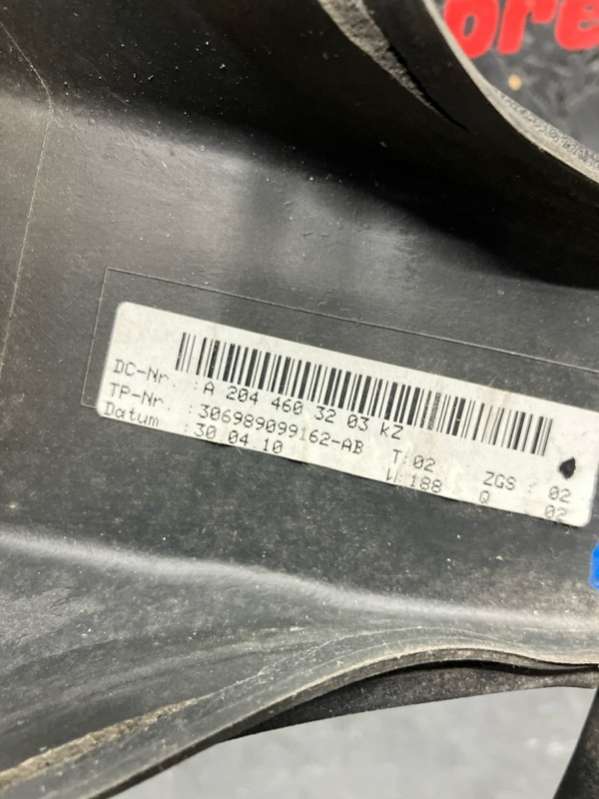 ore
DC-Nr. : A 204 460 32 03 kZ
TP-Nr : 306989099162-AB T:02 ZGS : 02
Datum : 30 04 10 W:188 Q 02